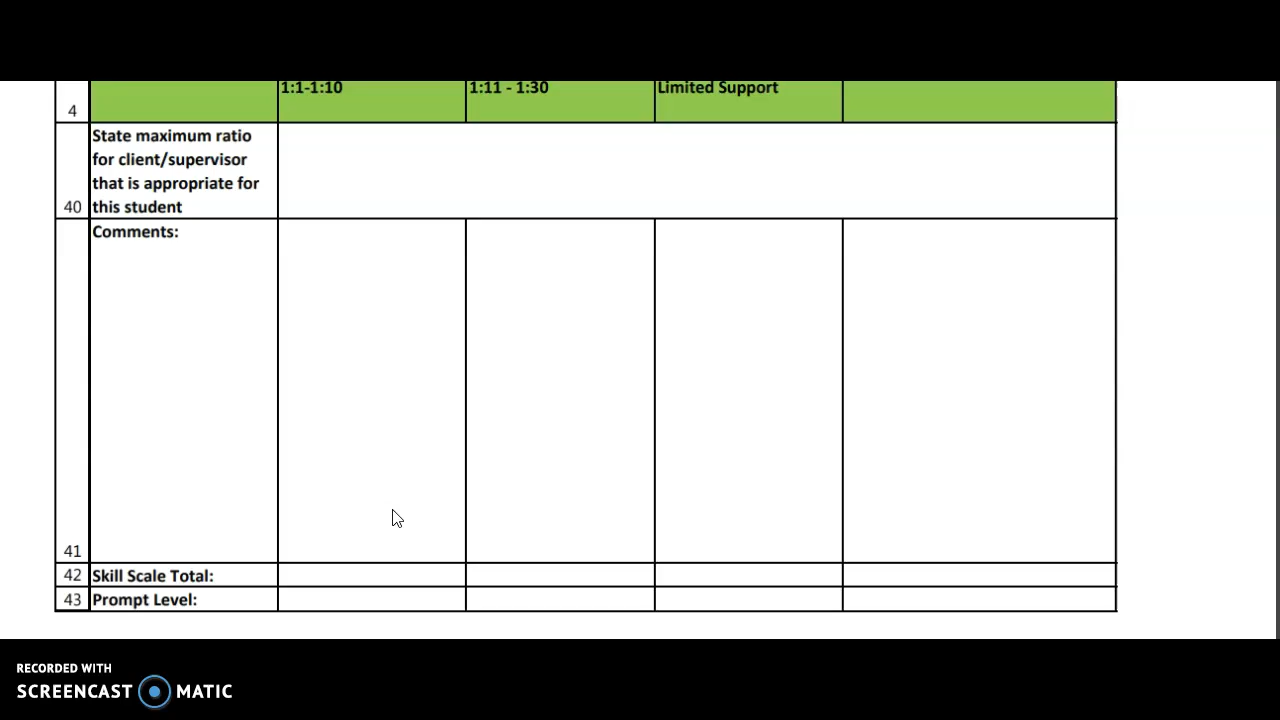 1:1-1:10 1:11 - 1:30 Limited Support
4
State maximum ratio
for client/supervisor
that is appropriate for
40 this student
Comments:
41
42 Skill Scale Total:
43 Prompt Level:
RECORDED WITH
SCREENCAST MATIC